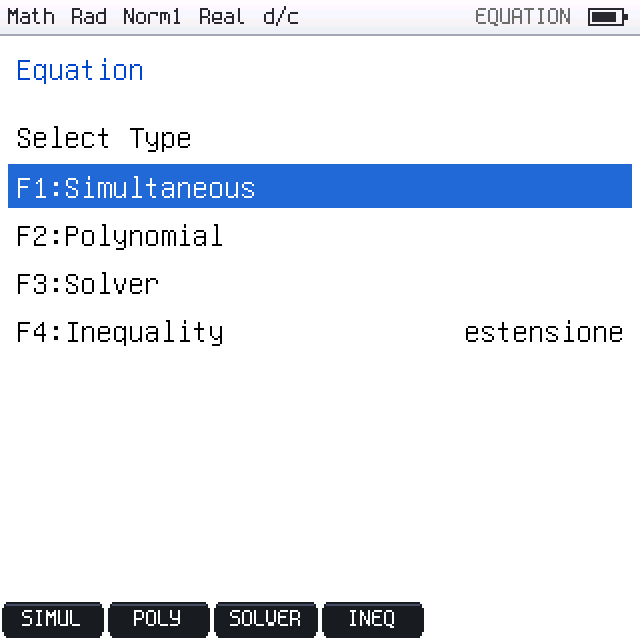 Math Rad Norm1 Real d/c EQUATION
Equation
Select Type
F1:Simultaneous
F2:Polynomial
F3:Solver
F4:Inequality estensione
SIMUL POLY SOLVER INEQ